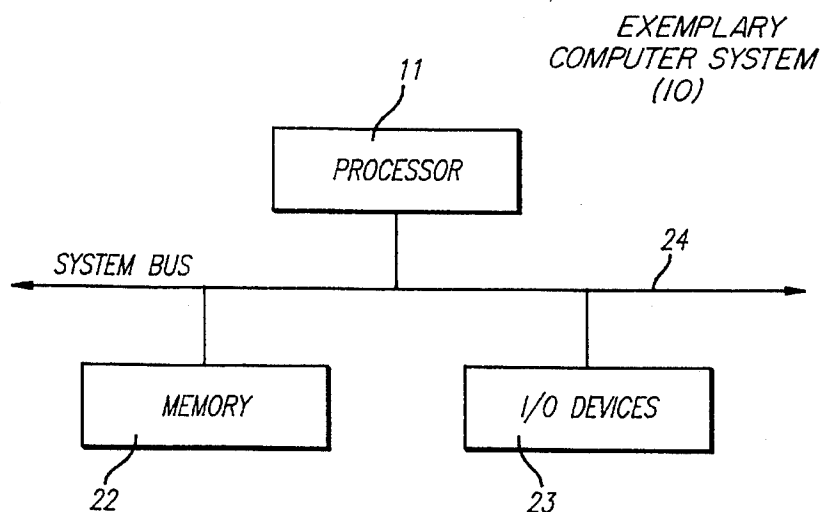 EXEMPLARY
COMPUTER SYSTEM
(10)
11
PROCESSOR
24
SYSTEM BUS
MEMORY
I/O DEVICES
22
23